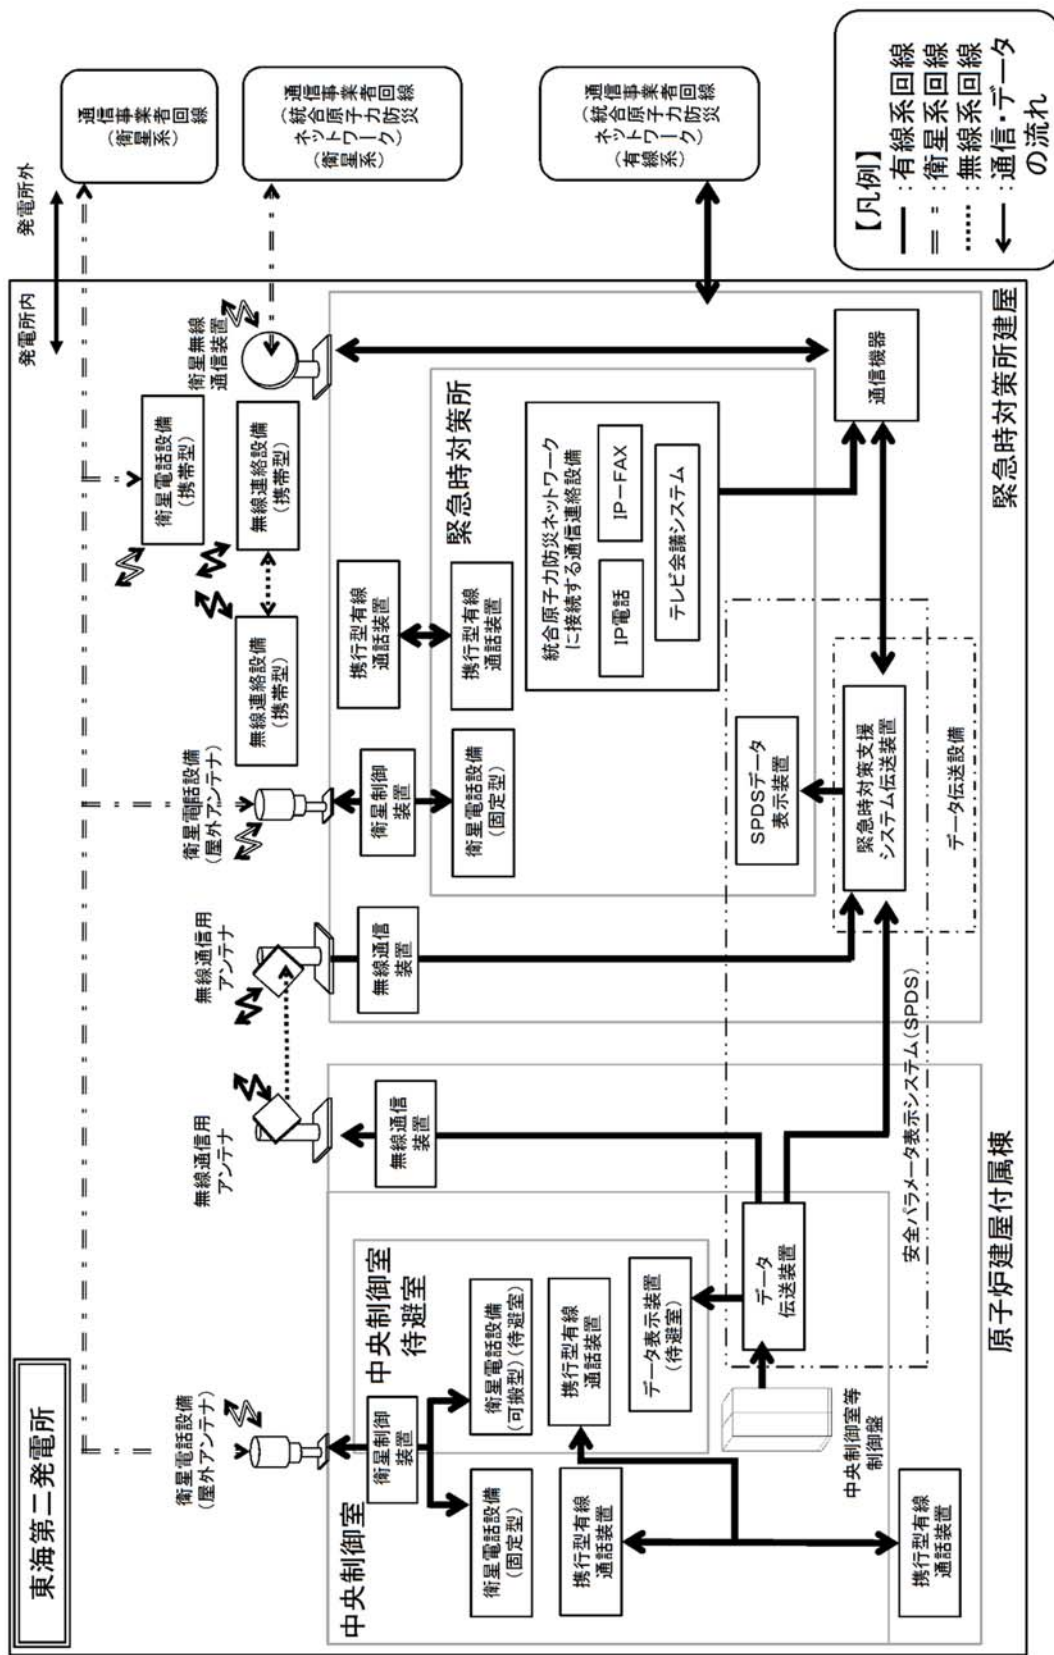 東海第二発電所
発電所内
発電所外
通信事業者回線
(衛星系)
通信事業者回線
(統合原子力防災
ネットワーク)
(衛星系)
通信事業者回線
(統合原子力防災
ネットワーク)
(有線系)
衛星電話設備
(屋外アンテナ)
無線通信用
アンテナ
無線通信用
アンテナ
衛星電話設備
(屋外アンテナ)
無線連絡設備
(携帯型)
無線連絡設備
(携帯型)
衛星電話設備
(携帯型)
衛星無線
通信装置
中央制御室
衛星制御
装置
中央制御室
待避室
衛星電話設備
(固定型)
衛星電話設備
(可搬型)(待避室)
携行型有線
通話装置
携行型有線
通話装置
データ表示装置
(待避室)
中央制御室等
制御盤
データ
伝送装置
携行型有線
通話装置
無線通信
装置
原子炉建屋付属棟
安全パラメータ表示システム(SPDS)
無線通信
装置
衛星制御
装置
携行型有線
通話装置
緊急時対策所
衛星電話設備
(固定型)
携行型有線
通話装置
統合原子力防災ネットワーク
に接続する通信連絡設備
IP電話
IP-FAX
テレビ会議システム
SPDSデータ
表示装置
緊急時対策支援
システム伝送装置
データ伝送設備
通信機器
緊急時対策所建屋
【凡例】
:有線系回線
:衛星系回線
:無線系回線
:通信・データ
の流れ